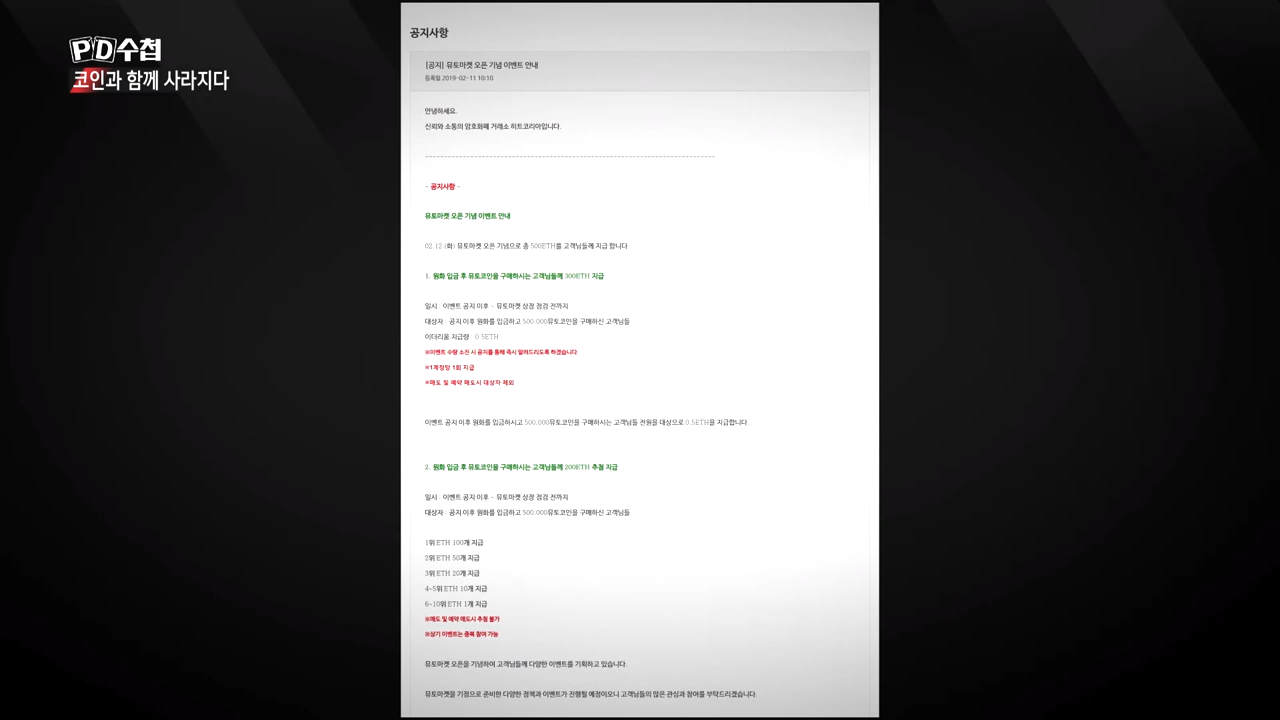 PD수첩
코인과 함께 사라지다
공지사항
[공지] 뮤토마켓 오픈 기념 이벤트 안내
등록일 2019-02-11 10:10
안녕하세요.
신뢰와 소통의 암호화폐 거래소 히트코리아입니다.
- 공지사항 -
뮤토마켓 오픈 기념 이벤트 안내
02.12 (화) 뮤토마켓 오픈 기념으로 총 500ETH를 고객님들께 지급 합니다.
1. 원화 입금 후 뮤토코인을 구매하시는 고객님들께 300ETH 지급
일시 : 이벤트 공지 이후 ~ 뮤토마켓 상장 점검 전까지
대상자 : 공지 이후 원화를 입금하고 500,000뮤토코인을 구매하신 고객님들
이더리움 지급량 : 0.5ETH
※이벤트 수량 소진 시 공지를 통해 즉시 알려드리도록 하겠습니다.
※1계정당 1회 지급
※매도 및 예약 매도시 대상자 제외
이벤트 공지 이후 원화를 입금하시고 500,000뮤토코인을 구매하시는 고객님들 전원을 대상으로 0.5ETH을 지급합니다.
2. 원화 입금 후 뮤토코인을 구매하시는 고객님들께 200ETH 추첨 지급
일시 : 이벤트 공지 이후 ~ 뮤토마켓 상장 점검 전까지
대상자 : 공지 이후 원화를 입금하고 500,000뮤토코인을 구매하신 고객님들
1위 ETH 100개 지급
2위 ETH 50개 지급
3위 ETH 20개 지급
4~5위 ETH 10개 지급
6~10위 ETH 1개 지급
※매도 및 예약 매도시 추첨 불가
※상기 이벤트는 중복 참여 가능
뮤토마켓 오픈을 기념하여 고객님들께 다양한 이벤트를 기획하고 있습니다.
뮤토마켓을 기점으로 준비한 다양한 정책과 이벤트가 진행될 예정이오니 고객님들의 많은 관심과 참여를 부탁드리겠습니다.